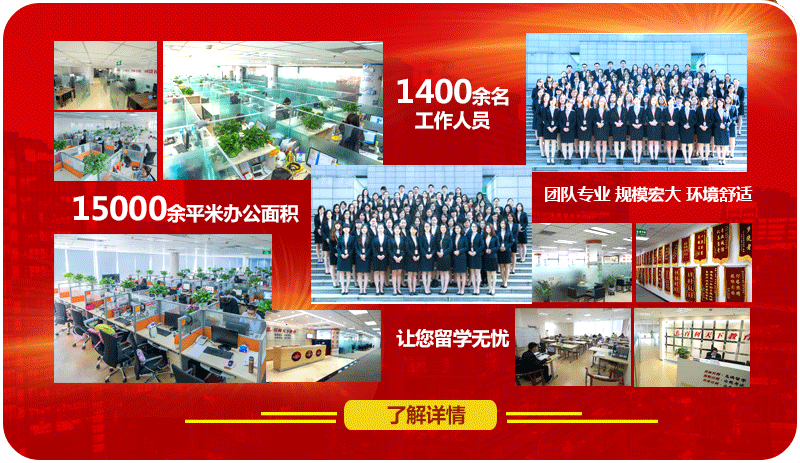 1400余名
工作人员
团队专业 规模宏大 环境舒适
15000余平米办公面积
让您留学无忧
了解详情